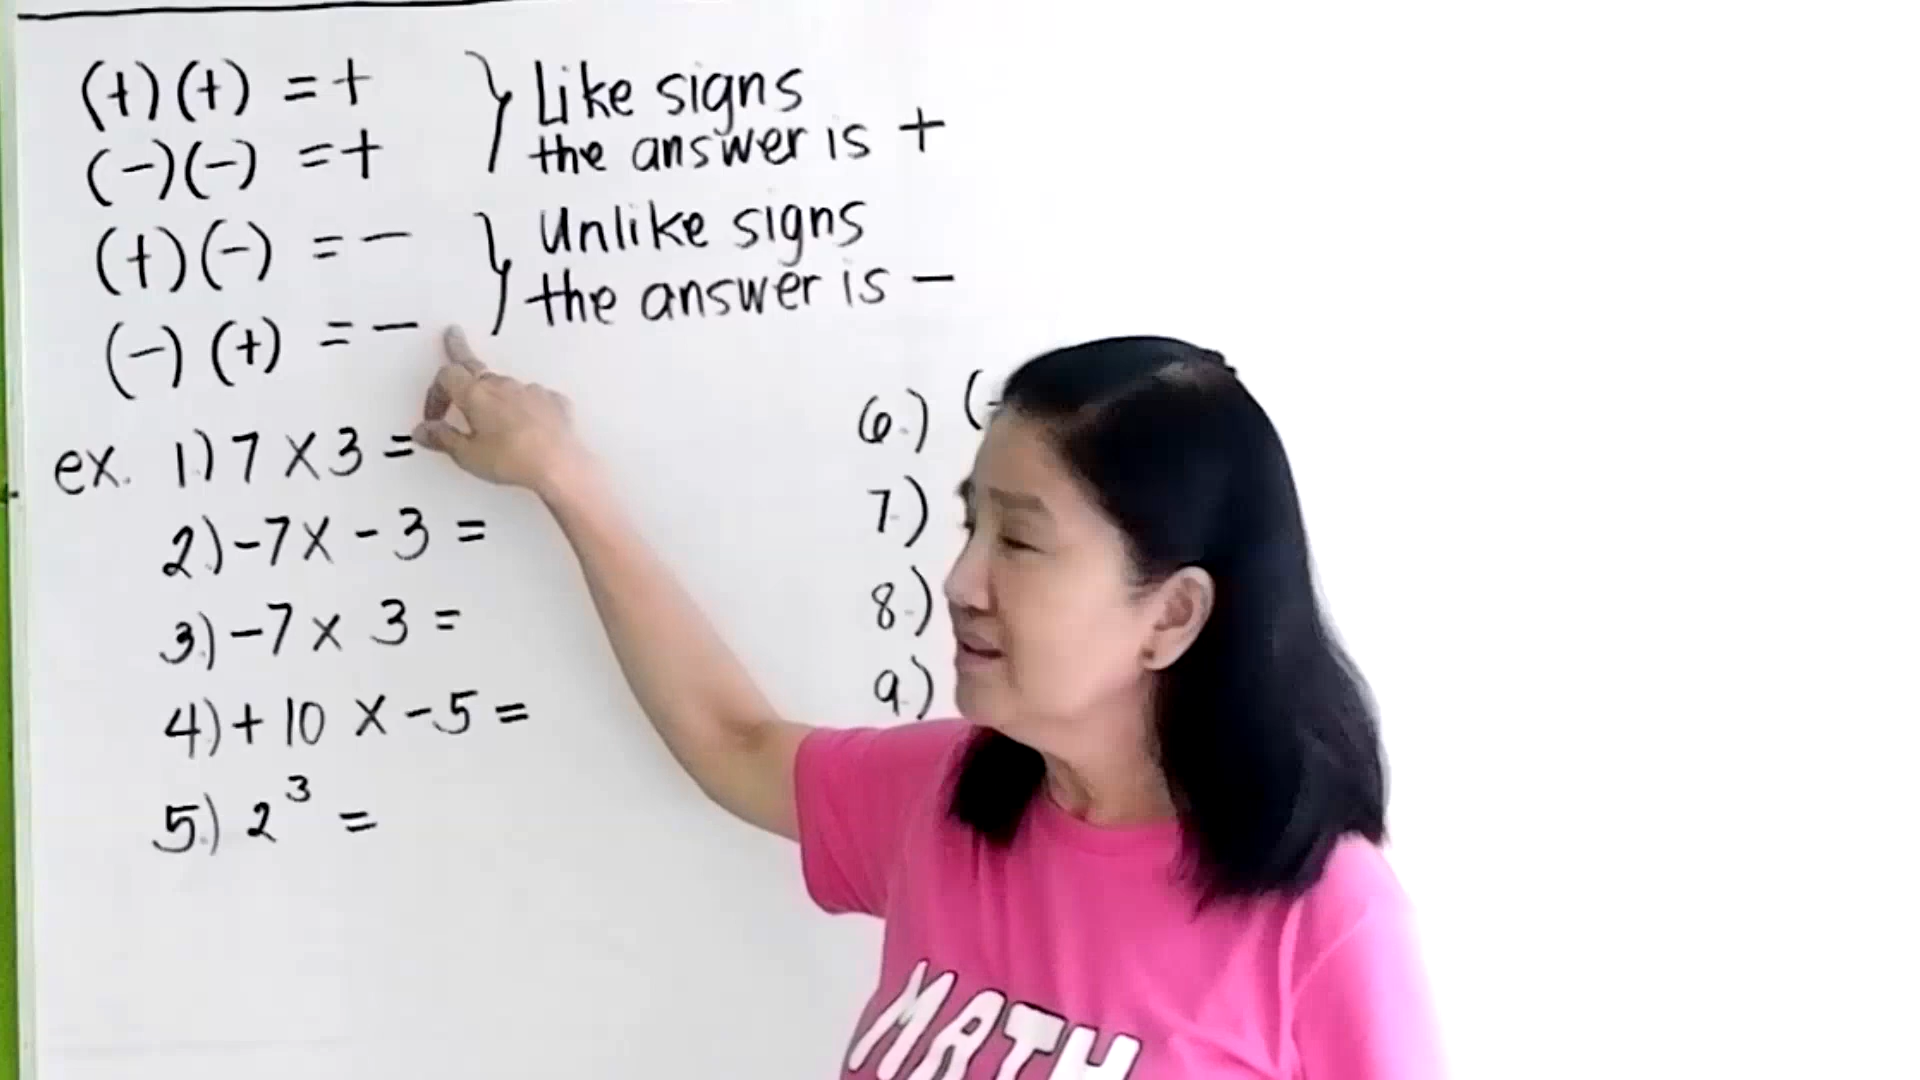 (+)(+) = +
(-)(-) = +
(+)(-) = -
(-)(+) = -
Like signs
the answer is +
Unlike signs
the answer is -
ex. 1.) 7 x 3 =
2.) -7 x -3 =
3.) -7 x 3 =
4.) +10 x -5 =
5.) 2³ =
6.) (-
7.)
8.)
9.)
MATH